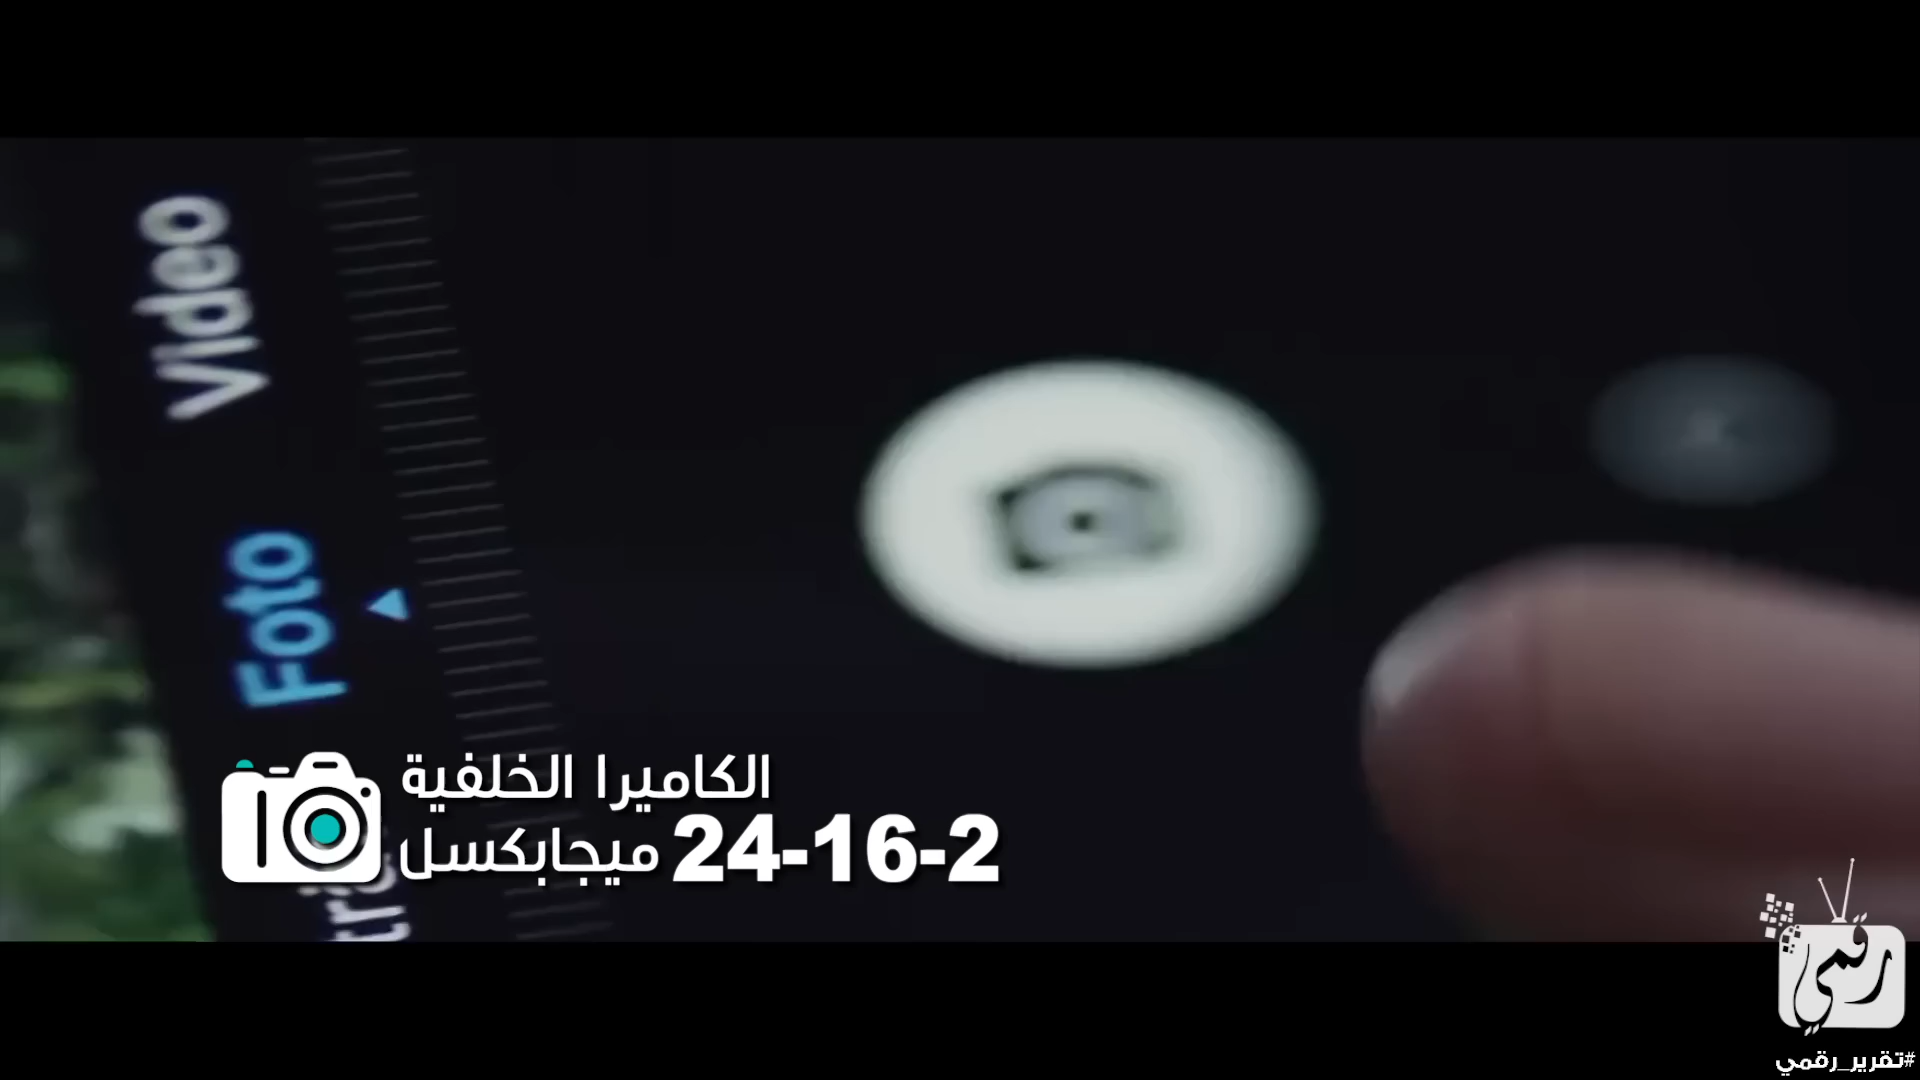 Video
Foto
الكاميرا الخلفية
24-16-2 ميجابكسل
رقمي
#تقرير_رقمي